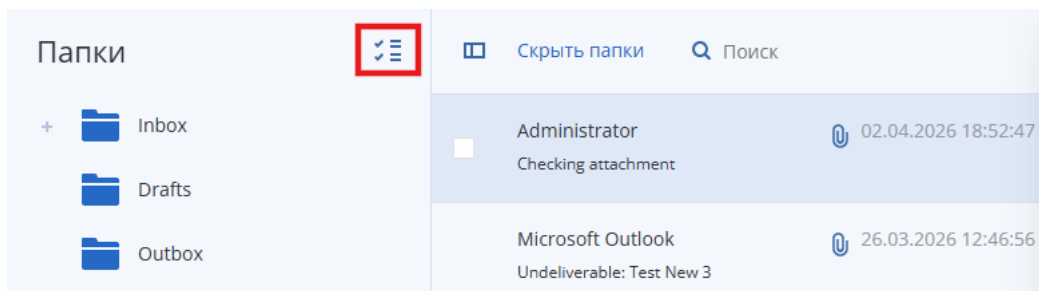 Папки
Скрыть папки
Поиск
Inbox
Drafts
Outbox
Administrator
02.04.2026 18:52:47
Checking attachment
Microsoft Outlook
26.03.2026 12:46:56
Undeliverable: Test New 3